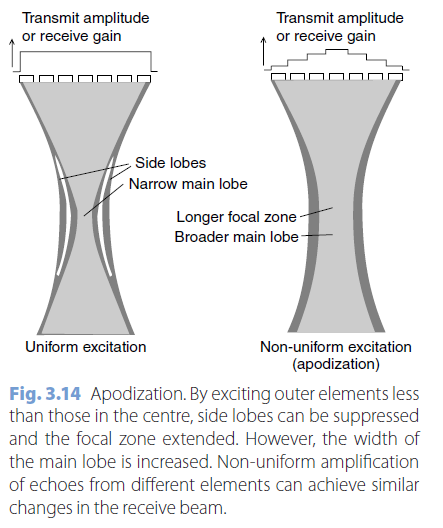 Transmit amplitude
or receive gain
Transmit amplitude
or receive gain
Side lobes
Narrow main lobe
Longer focal zone
Broader main lobe
Uniform excitation
Non-uniform excitation
(apodization)
Fig. 3.14 Apodization. By exciting outer elements less
than those in the centre, side lobes can be suppressed
and the focal zone extended. However, the width of
the main lobe is increased. Non-uniform amplification
of echoes from different elements can achieve similar
changes in the receive beam.